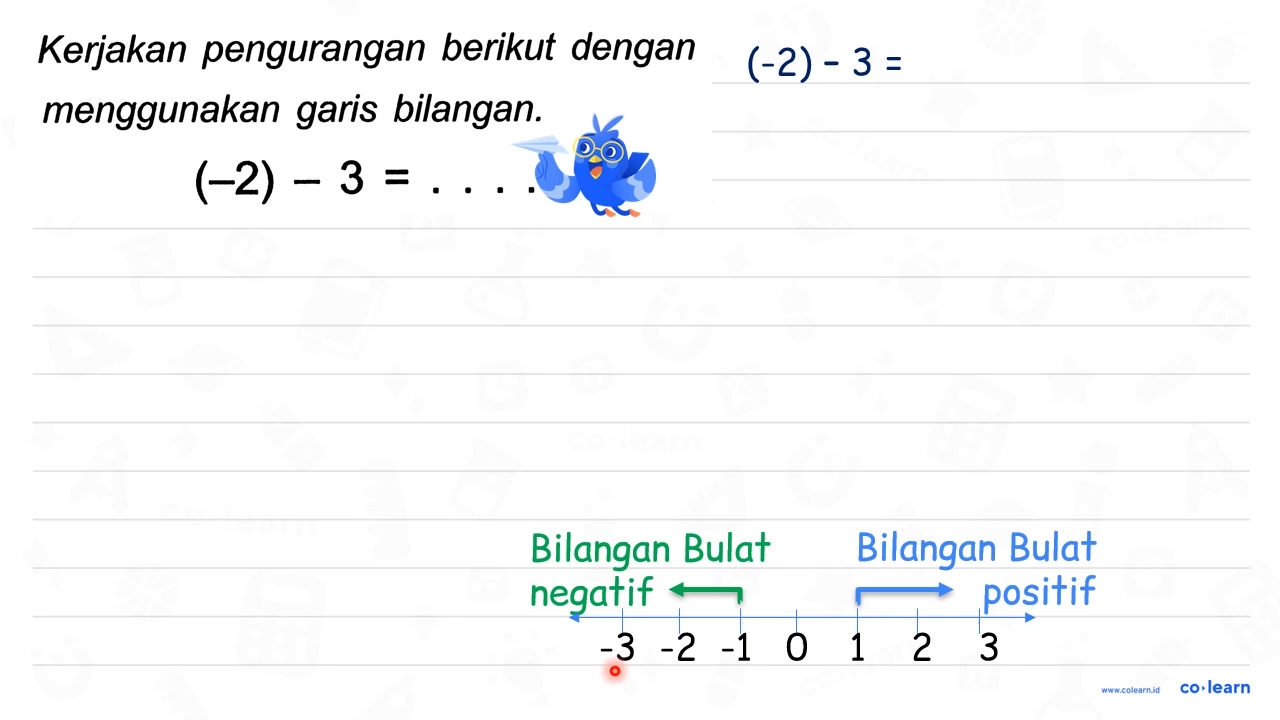 Kerjakan pengurangan berikut dengan
menggunakan garis bilangan.
(–2) – 3 = . . . .
(-2) - 3 =
Bilangan Bulat
negatif
Bilangan Bulat
positif
-3 -2 -1 0 1 2 3
www.colearn.id
co·learn